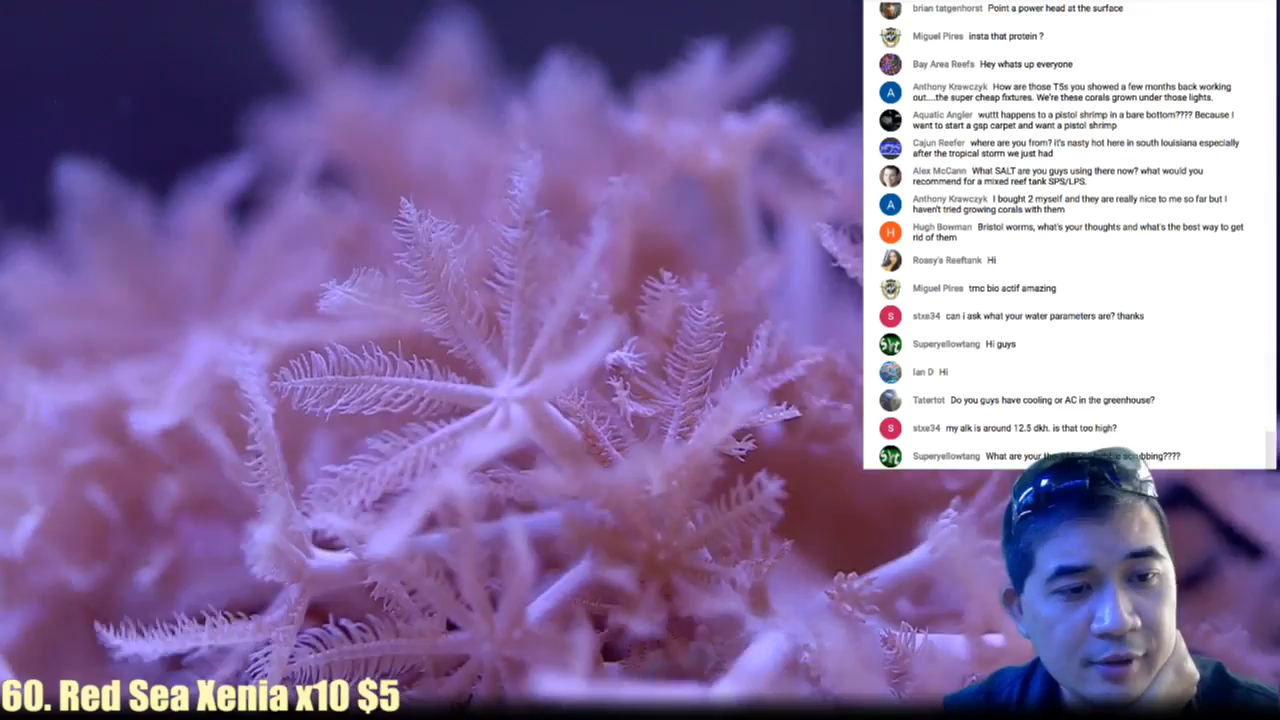 brian tatgenhorst Point a power head at the surface
Miguel Pires insta that protein ?
Bay Area Reefs Hey whats up everyone
A Anthony Krawczyk How are those T5s you showed a few months back working
out....the super cheap fixtures. We're these corals grown under those lights.
Aquatic Angler wuttt happens to a pistol shrimp in a bare bottom???? Because I
want to start a gsp carpet and want a pistol shrimp
Cajun Reefer where are you from? it's nasty hot here in south louisiana especially
after the tropical storm we just had
Alex McCann What SALT are you guys using there now? what would you
recommend for a mixed reef tank SPS/LPS.
A Anthony Krawczyk I bought 2 myself and they are really nice to me so far but I
haven't tried growing corals with them
H Hugh Bowman Bristol worms, what's your thoughts and what's the best way to get
rid of them
Rossy's Reeftank Hi
Miguel Pires tmc bio actif amazing
S stxe34 can i ask what your water parameters are? thanks
Superyellowtang Hi guys
Ian D Hi
Tatertot Do you guys have cooling or AC in the greenhouse?
S stxe34 my alk is around 12.5 dkh. is that too high?
Superyellowtang What are your scrubbing????
60. Red Sea Xenia x10 $5